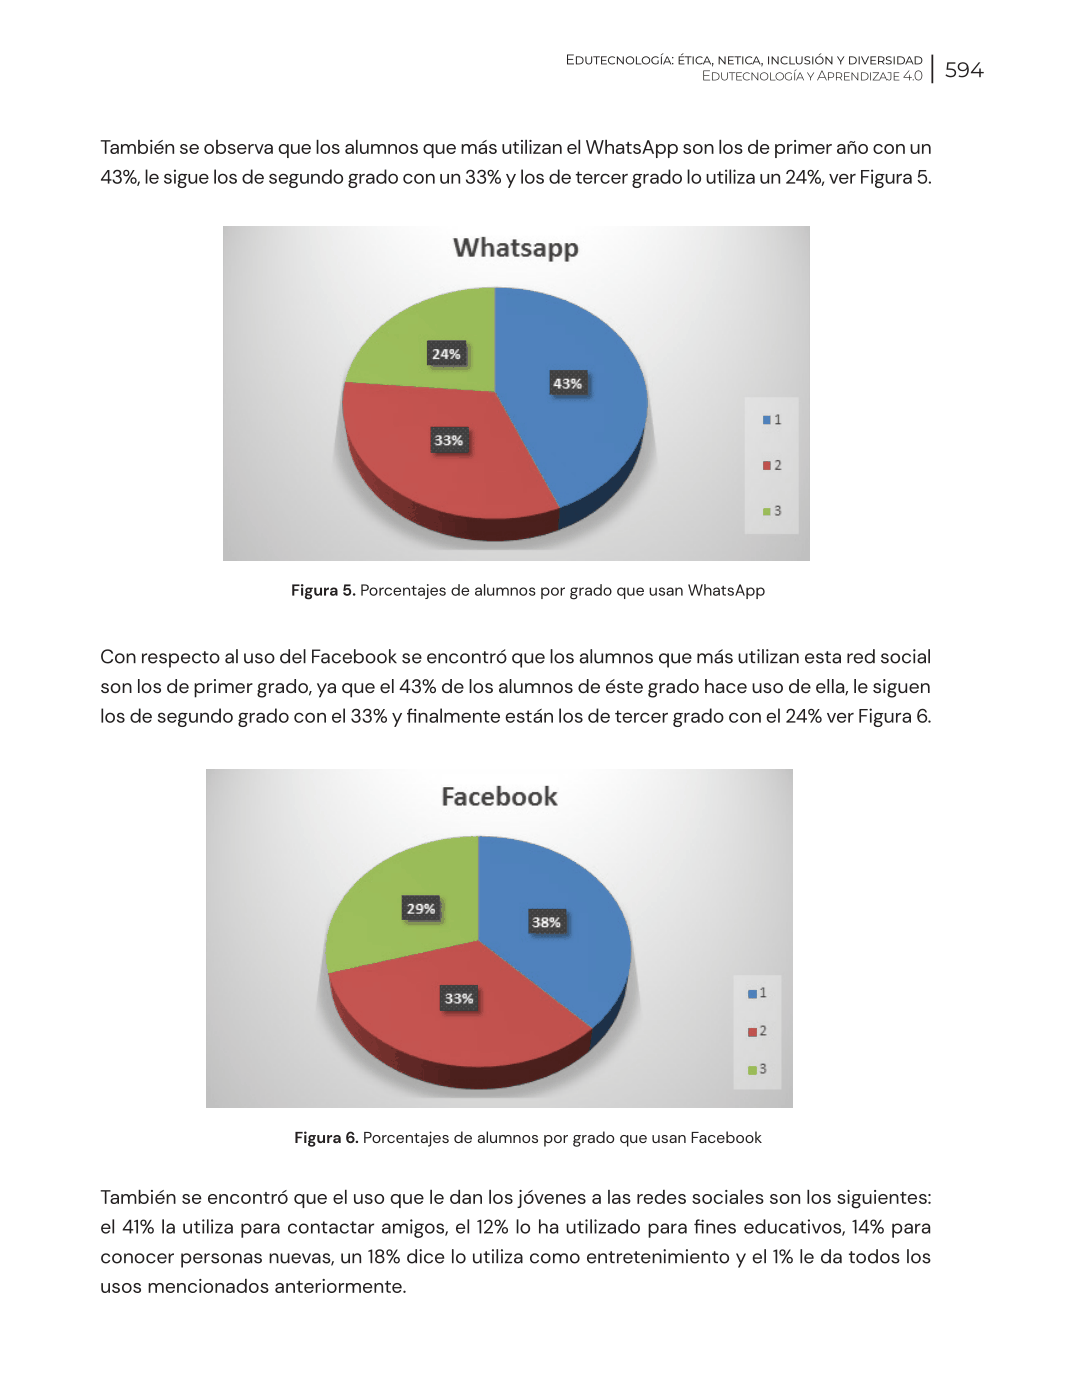 Edutecnología: ética, netica, inclusión y diversidad
Edutecnología y Aprendizaje 4.0
594
También se observa que los alumnos que más utilizan el WhatsApp son los de primer año con un
43%, le sigue los de segundo grado con un 33% y los de tercer grado lo utiliza un 24%, ver Figura 5.
Whatsapp
24%
43%
33%
1
2
3
Figura 5. Porcentajes de alumnos por grado que usan WhatsApp
Con respecto al uso del Facebook se encontró que los alumnos que más utilizan esta red social
son los de primer grado, ya que el 43% de los alumnos de éste grado hace uso de ella, le siguen
los de segundo grado con el 33% y finalmente están los de tercer grado con el 24% ver Figura 6.
Facebook
29%
38%
33%
1
2
3
Figura 6. Porcentajes de alumnos por grado que usan Facebook
También se encontró que el uso que le dan los jóvenes a las redes sociales son los siguientes:
el 41% la utiliza para contactar amigos, el 12% lo ha utilizado para fines educativos, 14% para
conocer personas nuevas, un 18% dice lo utiliza como entretenimiento y el 1% le da todos los
usos mencionados anteriormente.